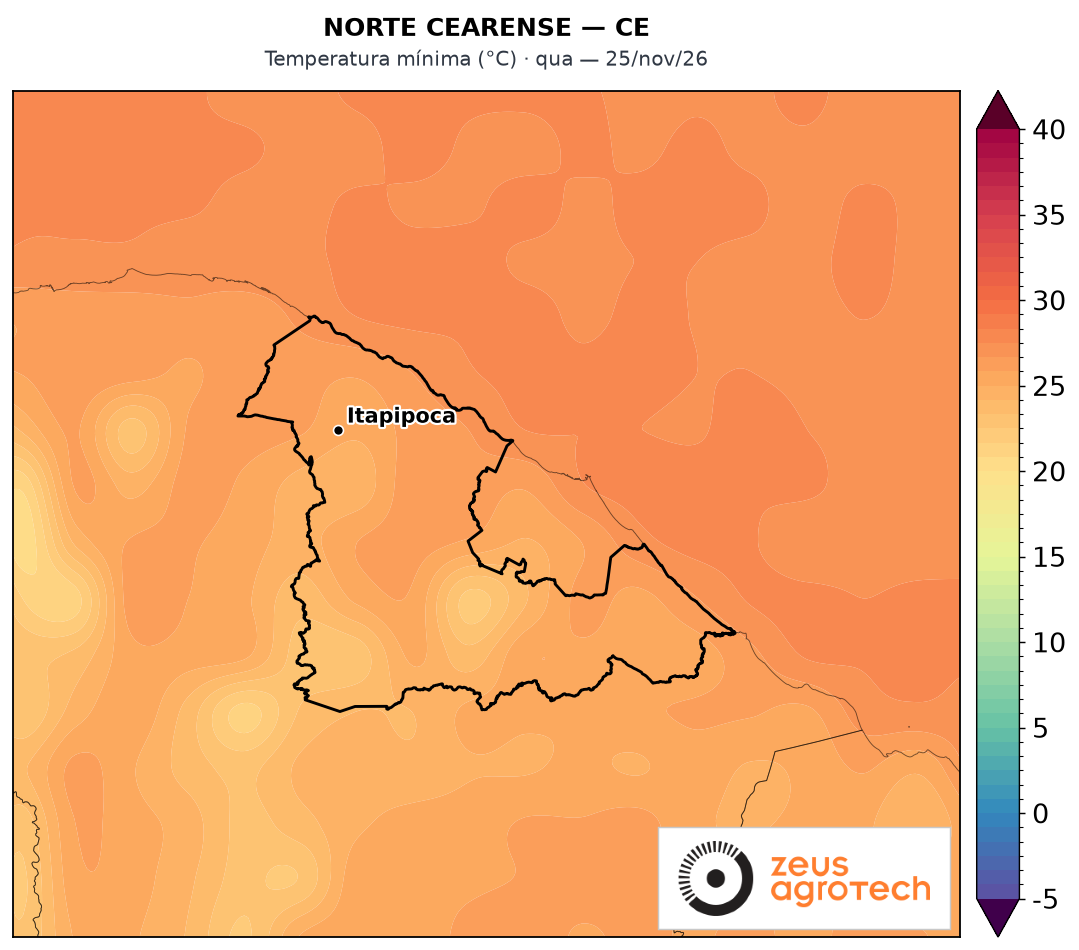 NORTE CEARENSE — CE
Temperatura mínima (°C) · qua — 25/nov/26
Itapipoca
40
35
30
25
20
15
10
5
0
-5
zeus
agrotech